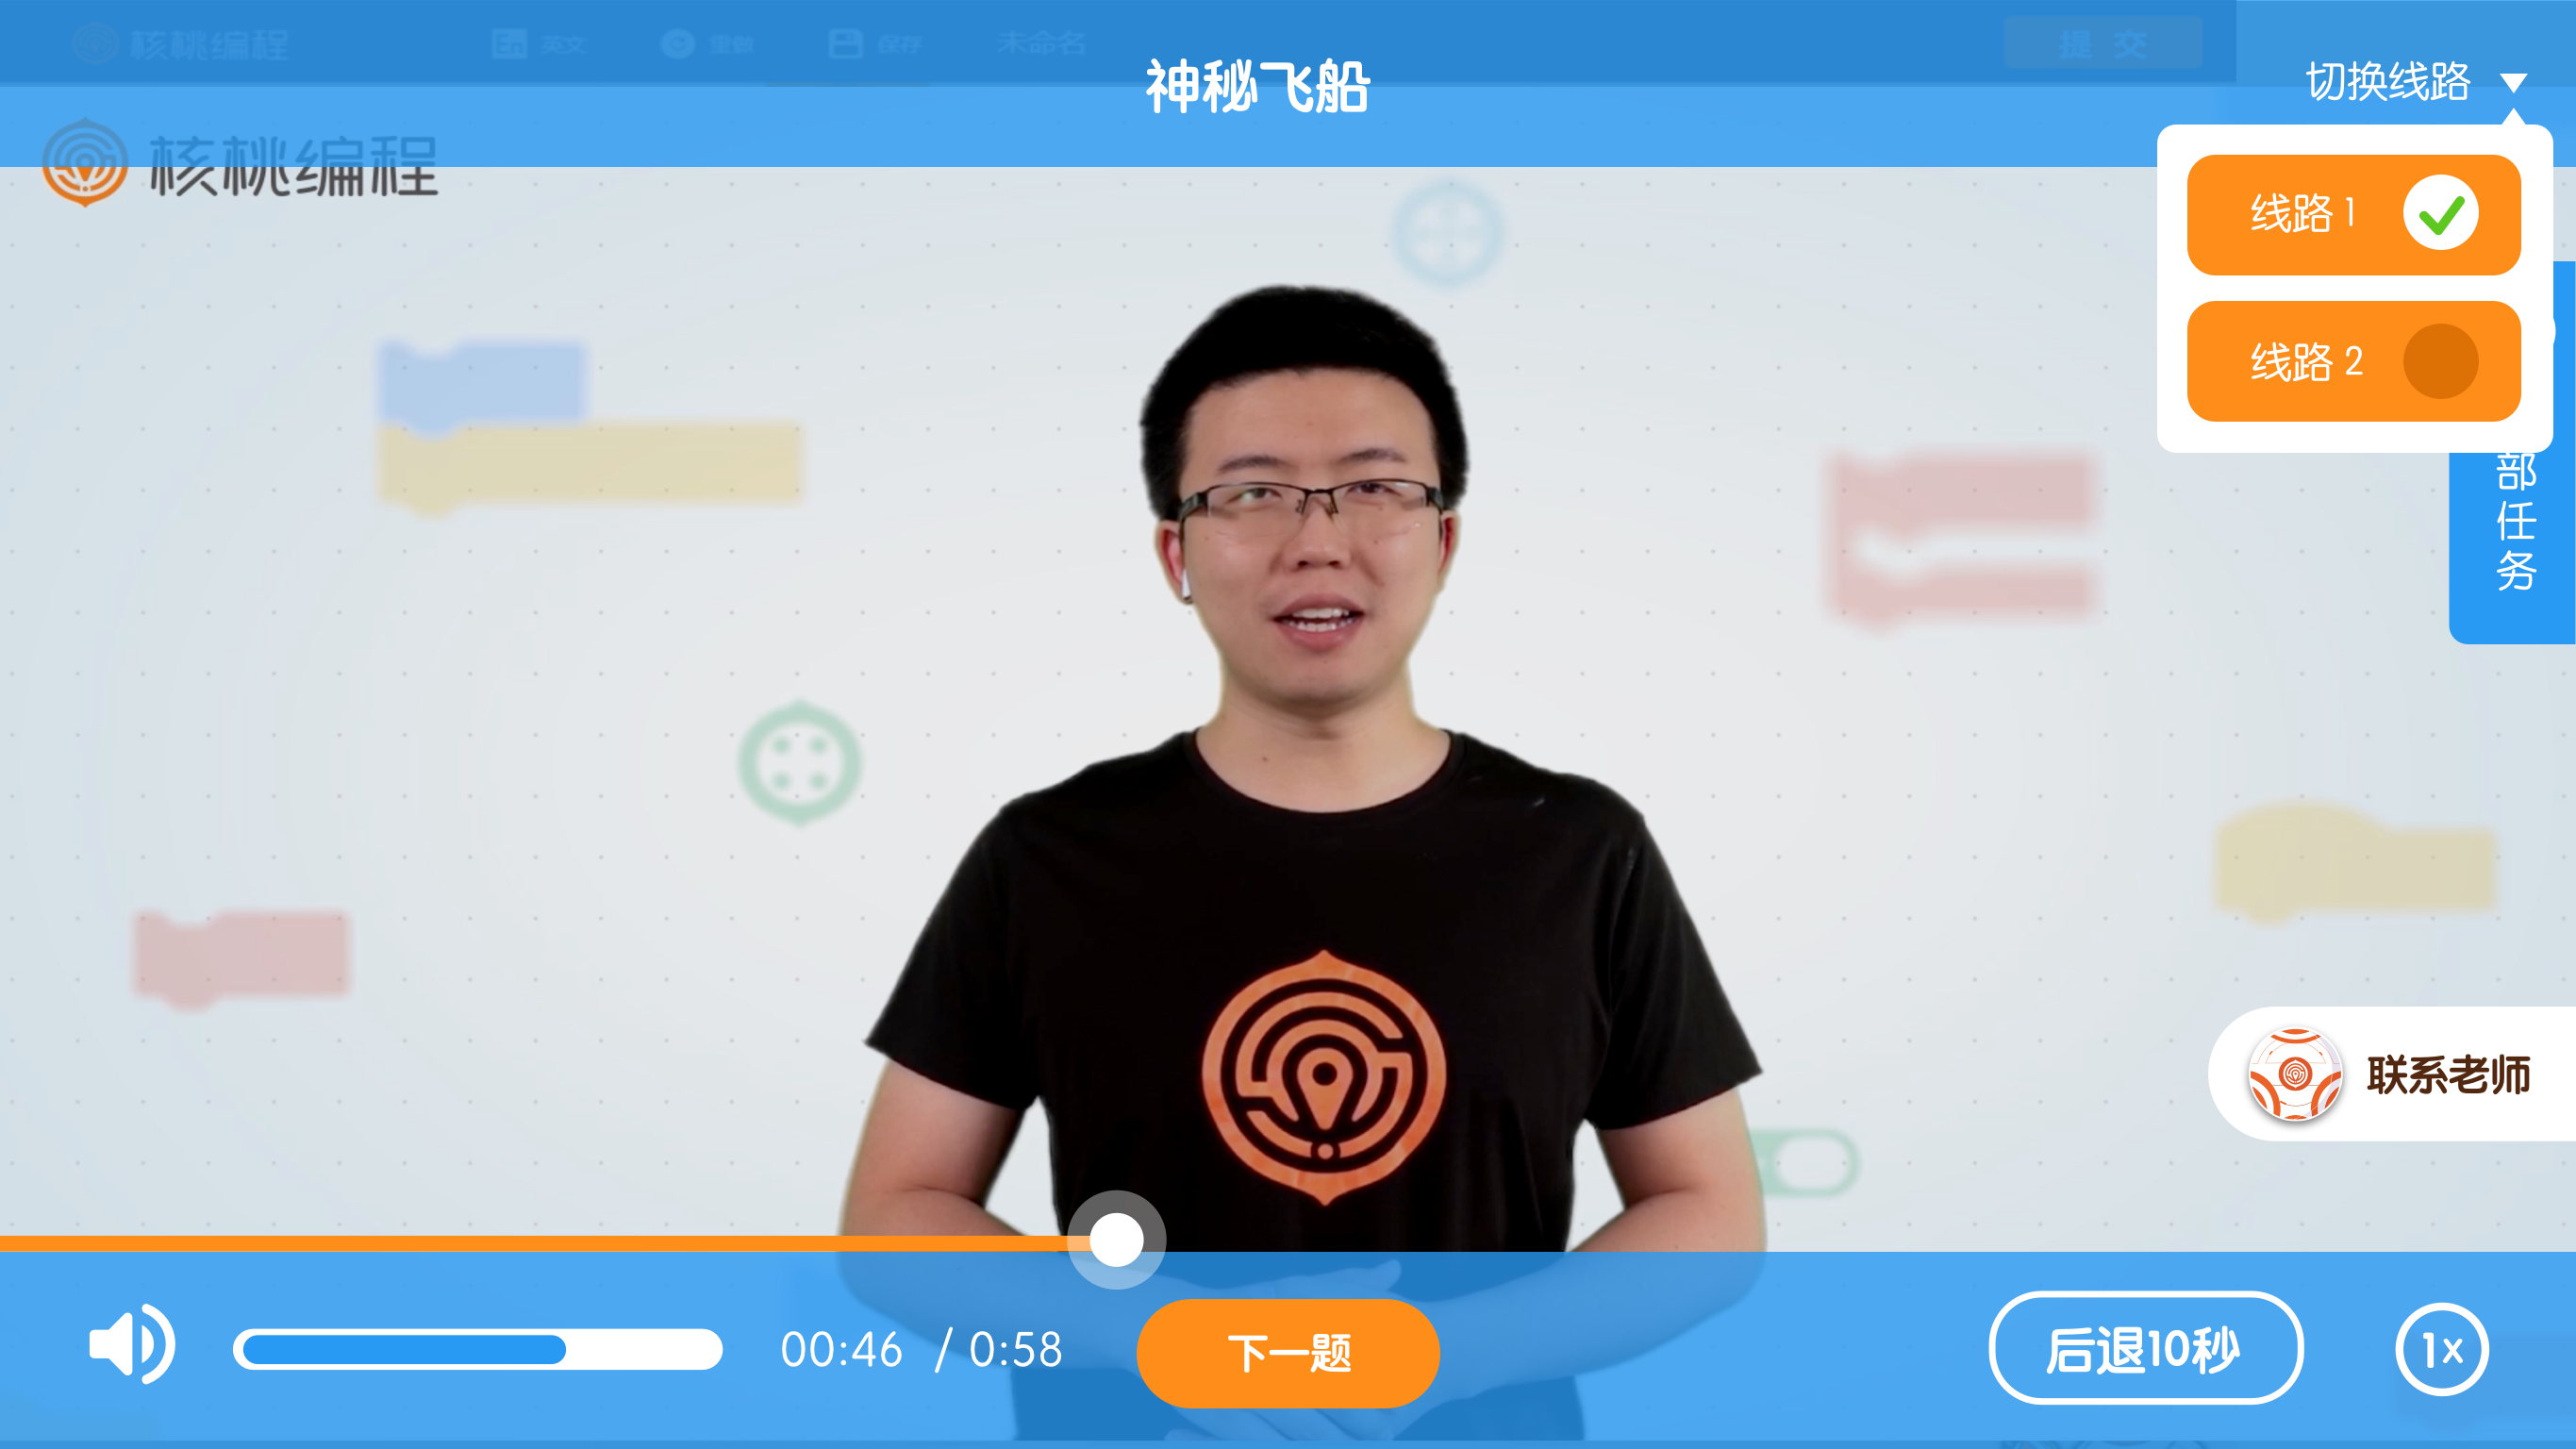 核桃编程
En 英文
重做
保存
未命名
提 交
神秘飞船
切换线路
核桃编程
线路 1
线路 2
部任务
联系老师
00:46 / 0:58
下一题
后退10秒
1x